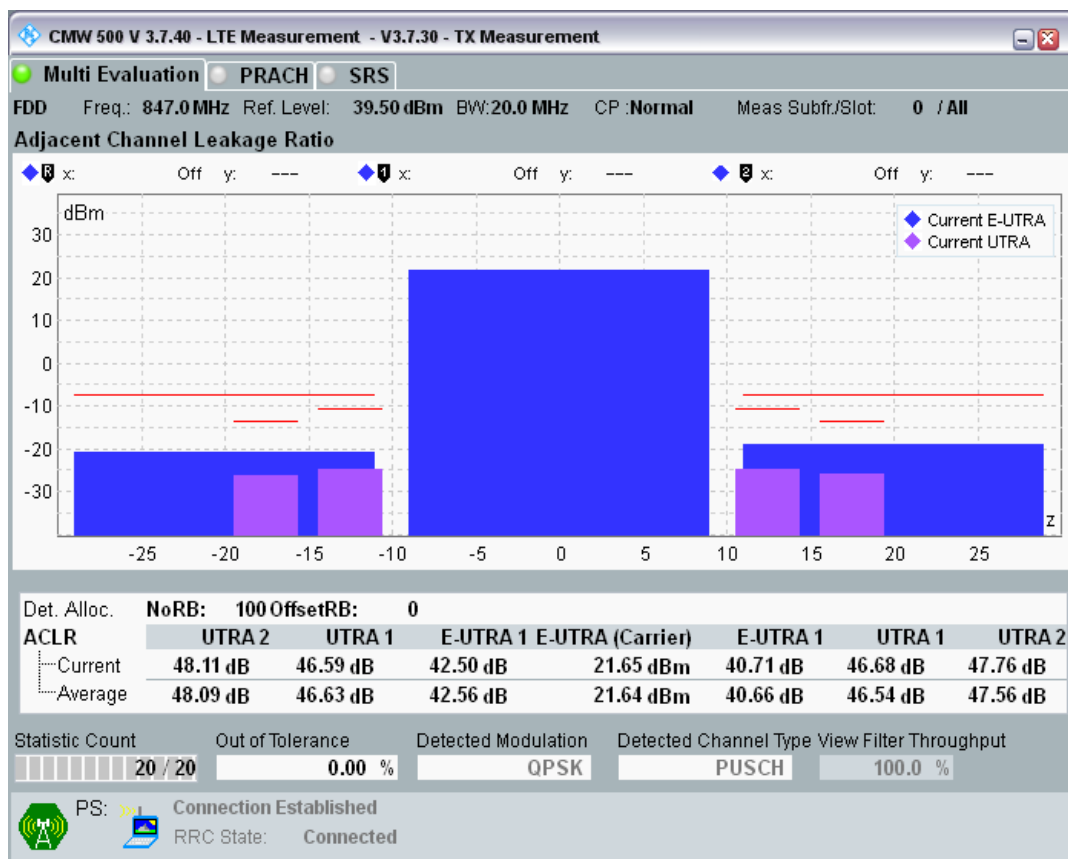 CMW 500 V 3.7.40 - LTE Measurement - V3.7.30 - TX Measurement
Multi Evaluation PRACH SRS
FDD Freq.: 847.0 MHz Ref. Level: 39.50 dBm BW:20.0 MHz CP :Normal Meas Subfr./Slot: 0 / All
Adjacent Channel Leakage Ratio
R x: Off y: --- 1 x: Off y: --- 2 x: Off y: ---
dBm
Current E-UTRA
Current UTRA
30
20
10
0
-10
-20
-30
z
-25 -20 -15 -10 -5 0 5 10 15 20 25
Det. Alloc. NoRB: 100 OffsetRB: 0
ACLR UTRA 2 UTRA 1 E-UTRA 1 E-UTRA (Carrier) E-UTRA 1 UTRA 1 UTRA 2
Current 48.11 dB 46.59 dB 42.50 dB 21.65 dBm 40.71 dB 46.68 dB 47.76 dB
Average 48.09 dB 46.63 dB 42.56 dB 21.64 dBm 40.66 dB 46.54 dB 47.56 dB
Statistic Count Out of Tolerance Detected Modulation Detected Channel Type View Filter Throughput
20 / 20 0.00 % QPSK PUSCH 100.0 %
PS: Connection Established
RRC State: Connected